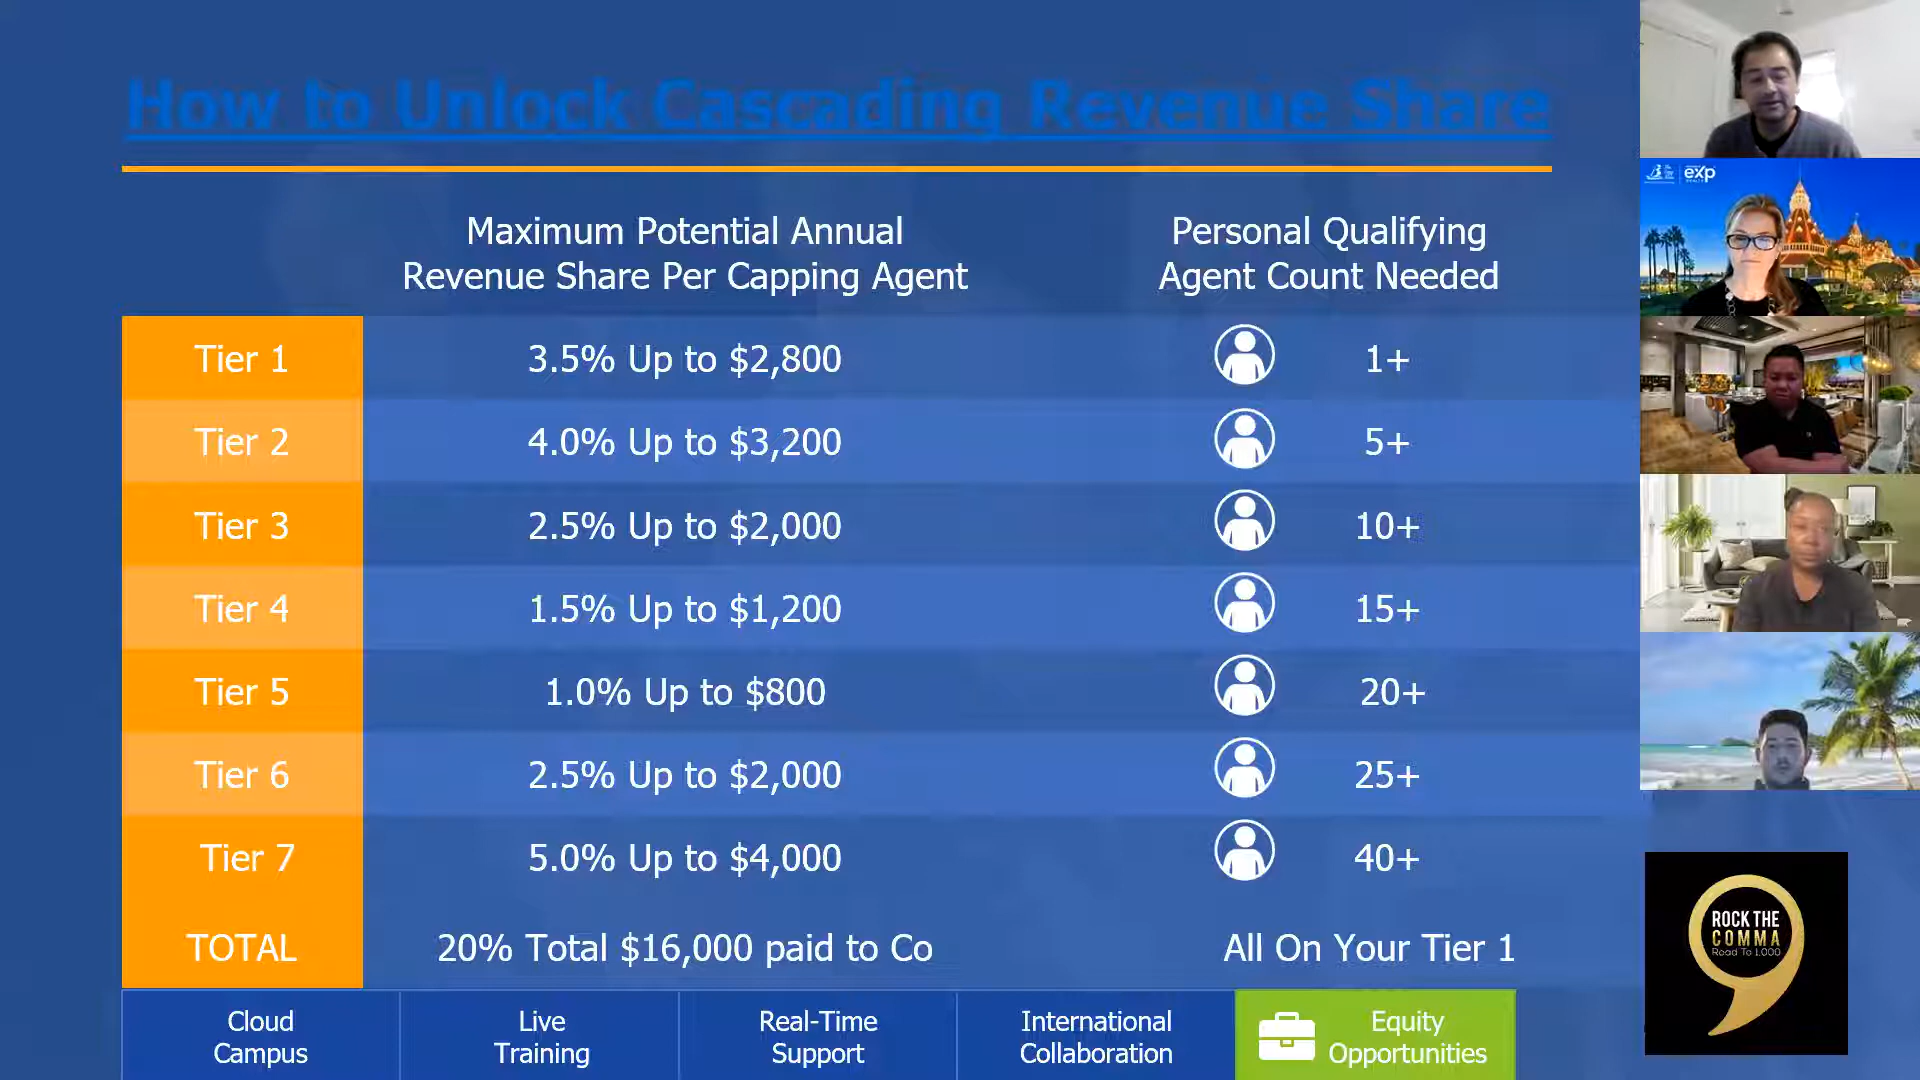 How to Unlock Cascading Revenue Share
Maximum Potential Annual
Revenue Share Per Capping Agent
Personal Qualifying
Agent Count Needed
Tier 1 3.5% Up to $2,800 1+
Tier 2 4.0% Up to $3,200 5+
Tier 3 2.5% Up to $2,000 10+
Tier 4 1.5% Up to $1,200 15+
Tier 5 1.0% Up to $800 20+
Tier 6 2.5% Up to $2,000 25+
Tier 7 5.0% Up to $4,000 40+
TOTAL 20% Total $16,000 paid to Co All On Your Tier 1
Cloud
Campus
Live
Training
Real-Time
Support
International
Collaboration
Equity
Opportunities
exp
REALTY
ROCK THE
COMMA
Road To 1,000